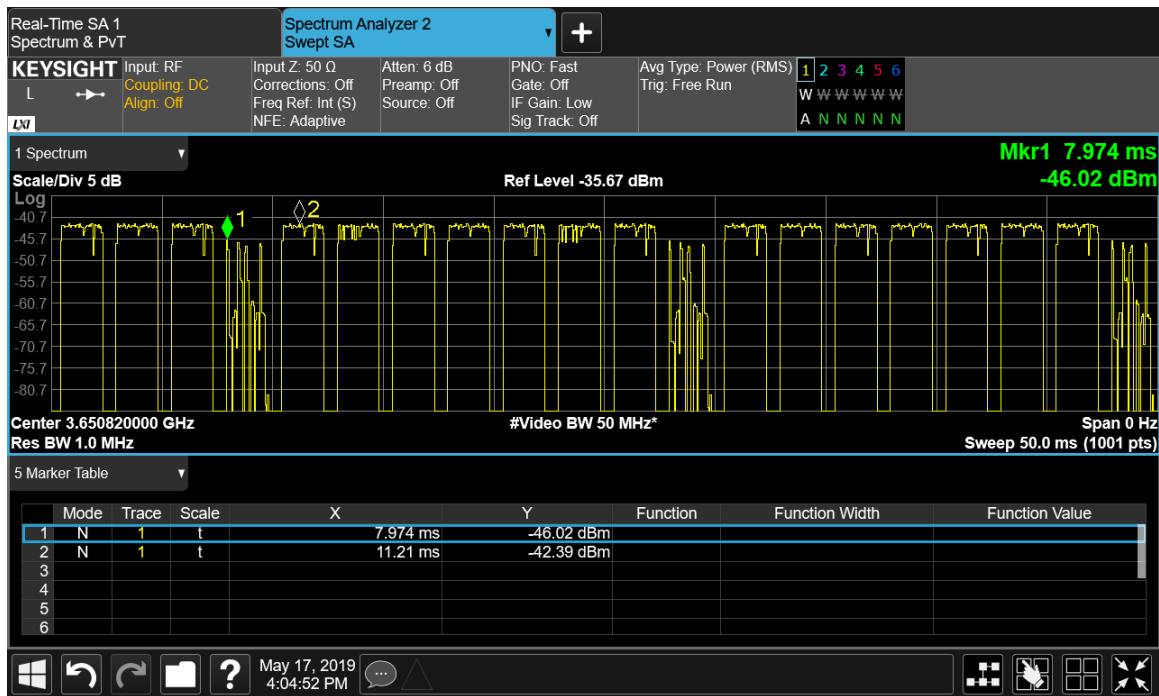 Real-Time SA 1
Spectrum & PvT
Spectrum Analyzer 2
Swept SA
+
KEYSIGHT
L
LXI
Input: RF
Coupling: DC
Align: Off
Input Z: 50 Ω
Corrections: Off
Freq Ref: Int (S)
NFE: Adaptive
Atten: 6 dB
Preamp: Off
Source: Off
PNO: Fast
Gate: Off
IF Gain: Low
Sig Track: Off
Avg Type: Power (RMS)
Trig: Free Run
1 2 3 4 5 6
W W W W W W
A N N N N N
1 Spectrum
Mkr1 7.974 ms
-46.02 dBm
Scale/Div 5 dB
Ref Level -35.67 dBm
Log
-40.7
-45.7
-50.7
-55.7
-60.7
-65.7
-70.7
-75.7
-80.7
1
2
Center 3.650820000 GHz
#Video BW 50 MHz*
Span 0 Hz
Res BW 1.0 MHz
Sweep 50.0 ms (1001 pts)
5 Marker Table
Mode Trace Scale X Y Function Function Width Function Value
1 N 1 t 7.974 ms -46.02 dBm
2 N 1 t 11.21 ms -42.39 dBm
3
4
5
6
?
May 17, 2019
4:04:52 PM